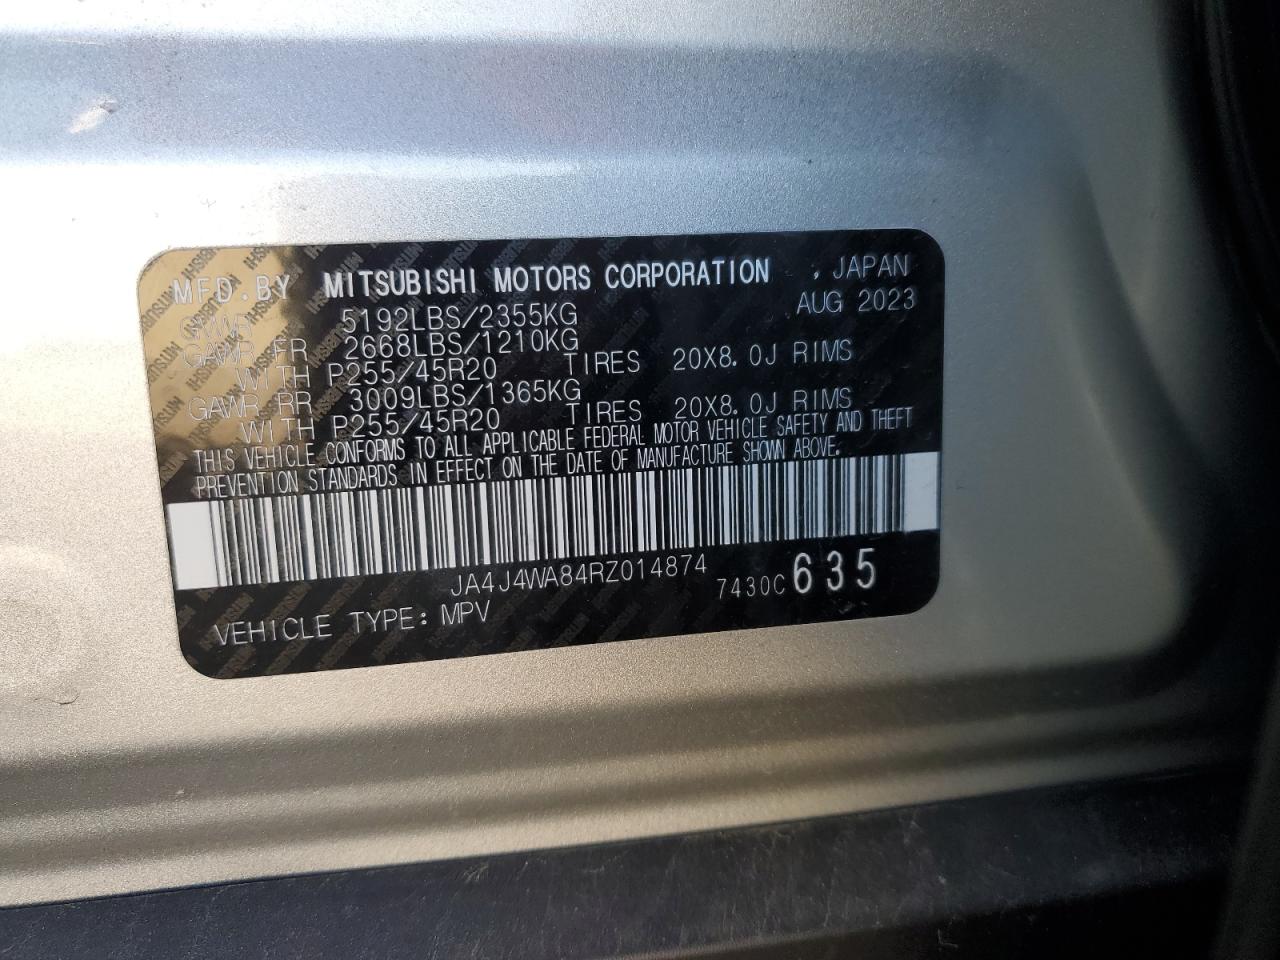 MFD.BY MITSUBISHI MOTORS CORPORATION , JAPAN
AUG 2023
GVWR 5192LBS/2355KG
GAWR FR 2668LBS/1210KG
WITH P255/45R20 TIRES 20X8.0J RIMS
GAWR RR 3009LBS/1365KG
WITH P255/45R20 TIRES 20X8.0J RIMS
THIS VEHICLE CONFORMS TO ALL APPLICABLE FEDERAL MOTOR VEHICLE SAFETY AND THEFT
PREVENTION STANDARDS IN EFFECT ON THE DATE OF MANUFACTURE SHOWN ABOVE.
JA4J4WA84RZ014874
7430C 635
VEHICLE TYPE: MPV